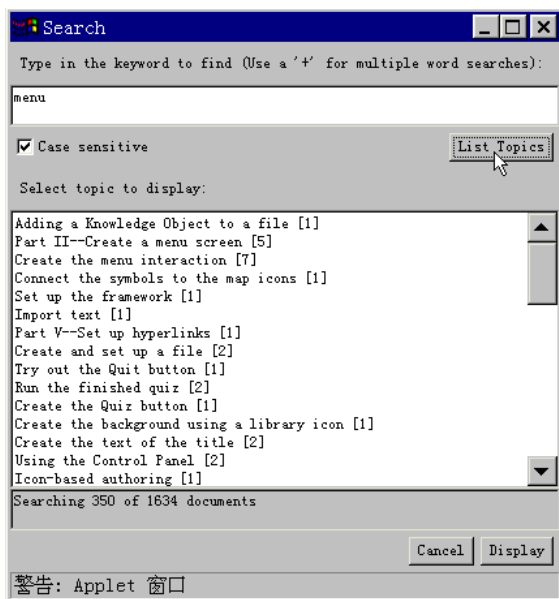 Search
Type in the keyword to find (Use a '+' for multiple word searches):
menu
Case sensitive
List Topics
Select topic to display:
Adding a Knowledge Object to a file [1]
Part II--Create a menu screen [5]
Create the menu interaction [7]
Connect the symbols to the map icons [1]
Set up the framework [1]
Import text [1]
Part V--Set up hyperlinks [1]
Create and set up a file [2]
Try out the Quit button [1]
Run the finished quiz [2]
Create the Quiz button [1]
Create the background using a library icon [1]
Create the text of the title [2]
Using the Control Panel [2]
Icon-based authoring [1]
Searching 350 of 1634 documents
Cancel Display
警告: Applet 窗口